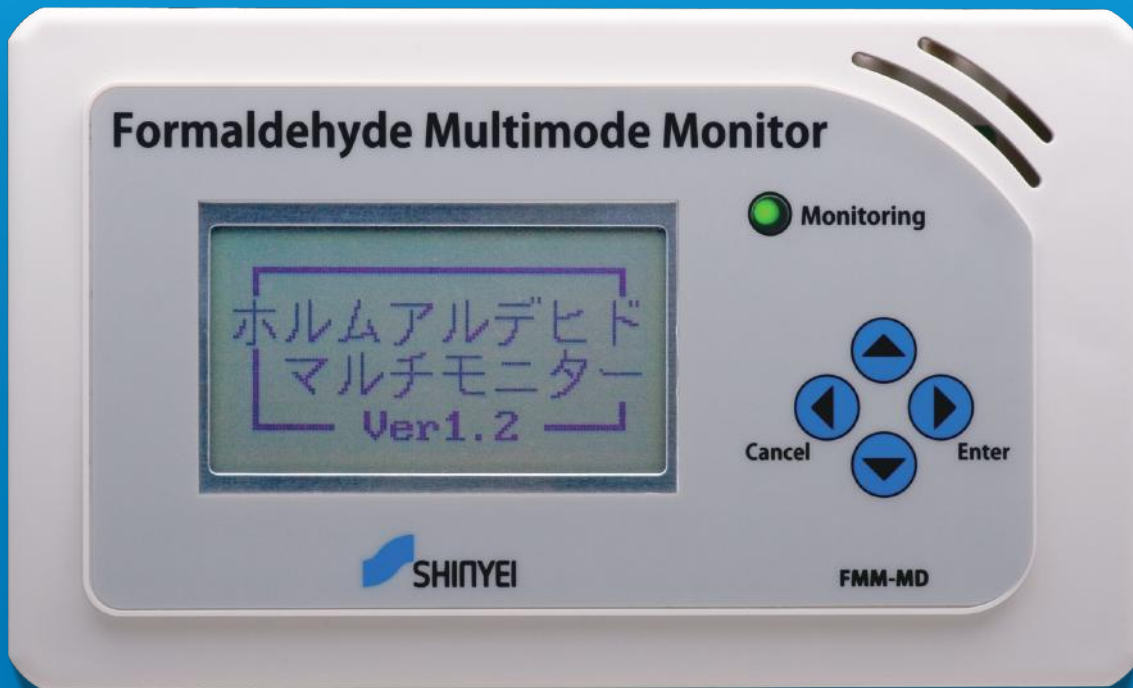 Formaldehyde Multimode Monitor
Monitoring
ホルムアルデヒド
マルチモニター
Ver1.2
Cancel
Enter
SHINYEI
FMM-MD